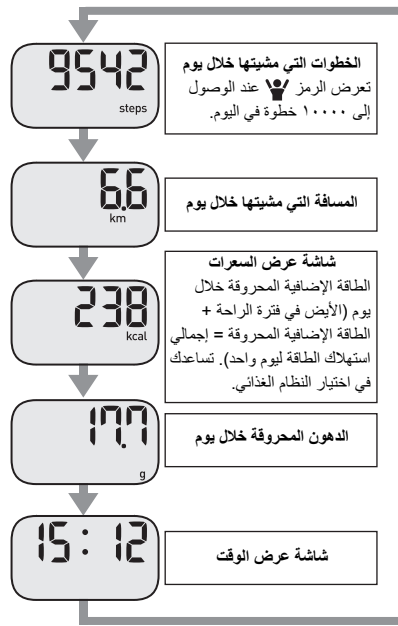 9542
steps
الخطوات التي مشيتها خلال يوم
تعرض الرمز عند الوصول
إلى ١٠٠٠٠ خطوة في اليوم.
6.6
km
المسافة التي مشيتها خلال يوم
238
kcal
شاشة عرض السعرات
الطاقة الإضافية المحروقة خلال
يوم (الأيض في فترة الراحة +
الطاقة الإضافية المحروقة = إجمالي
استهلاك الطاقة ليوم واحد). تساعدك
في اختيار النظام الغذائي.
17.7
g
الدهون المحروقة خلال يوم
15:12
شاشة عرض الوقت